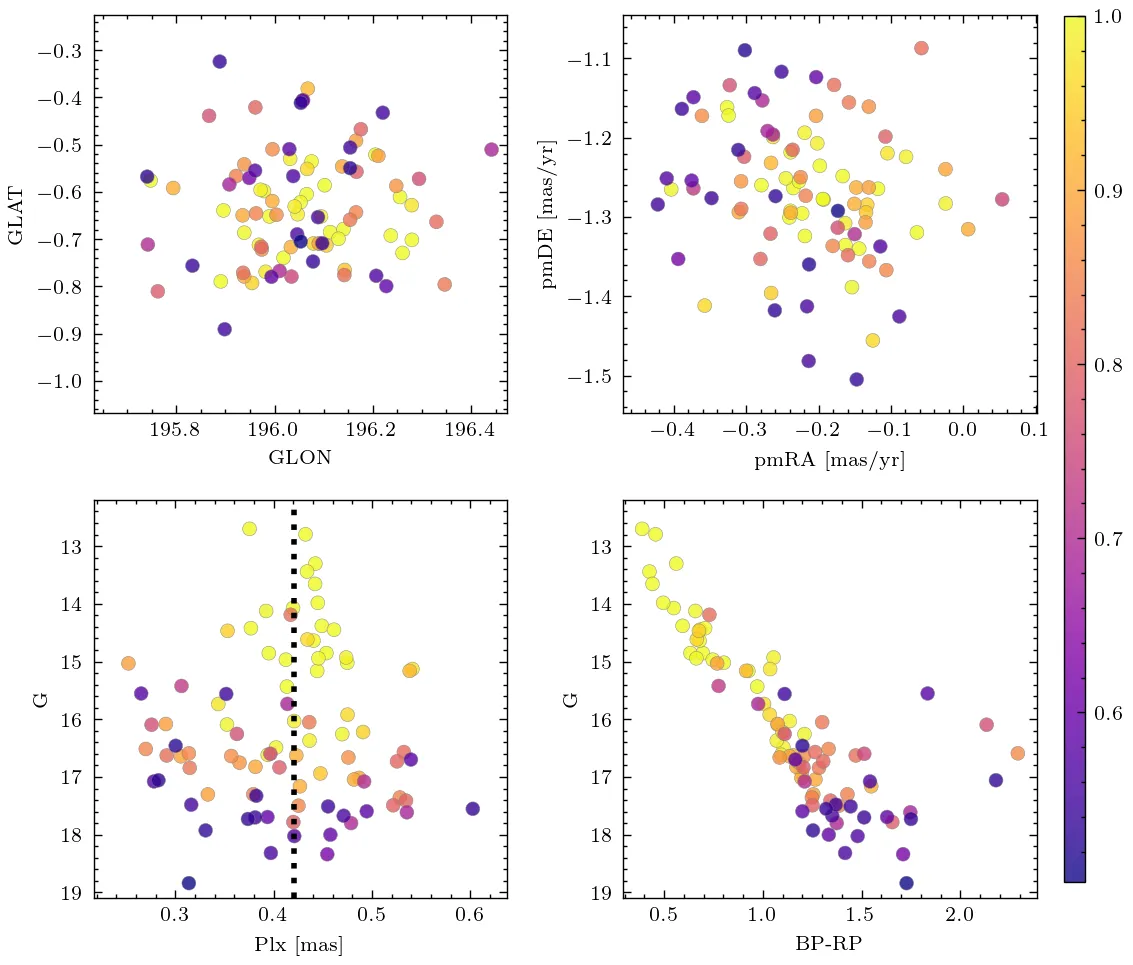 −0.3
−0.4
−0.5
−0.6
−0.7
−0.8
−0.9
−1.0
GLAT
195.8 196.0 196.2 196.4
GLON
−1.1
−1.2
−1.3
−1.4
−1.5
pmDE [mas/yr]
−0.4 −0.3 −0.2 −0.1 0.0 0.1
pmRA [mas/yr]
13
14
15
16
17
18
19
G
0.3 0.4 0.5 0.6
Plx [mas]
13
14
15
16
17
18
19
G
0.5 1.0 1.5 2.0
BP-RP
1.0
0.9
0.8
0.7
0.6